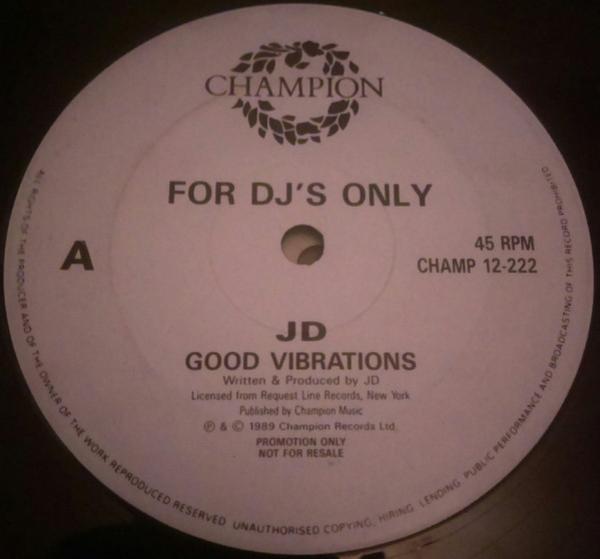 CHAMPION
FOR DJ'S ONLY
A
45 RPM
CHAMP 12-222
JD
GOOD VIBRATIONS
Written & Produced by JD
Licensed from Request Line Records, New York
Published by Champion Music
℗ & © 1989 Champion Records Ltd.
PROMOTION ONLY
NOT FOR RESALE
ALL RIGHTS OF THE PRODUCER AND OF THE OWNER OF THE WORK REPRODUCED RESERVED UNAUTHORISED COPYING, HIRING LENDING PUBLIC PERFORMANCE AND BROADCASTING OF THIS RECORD PROHIBITED